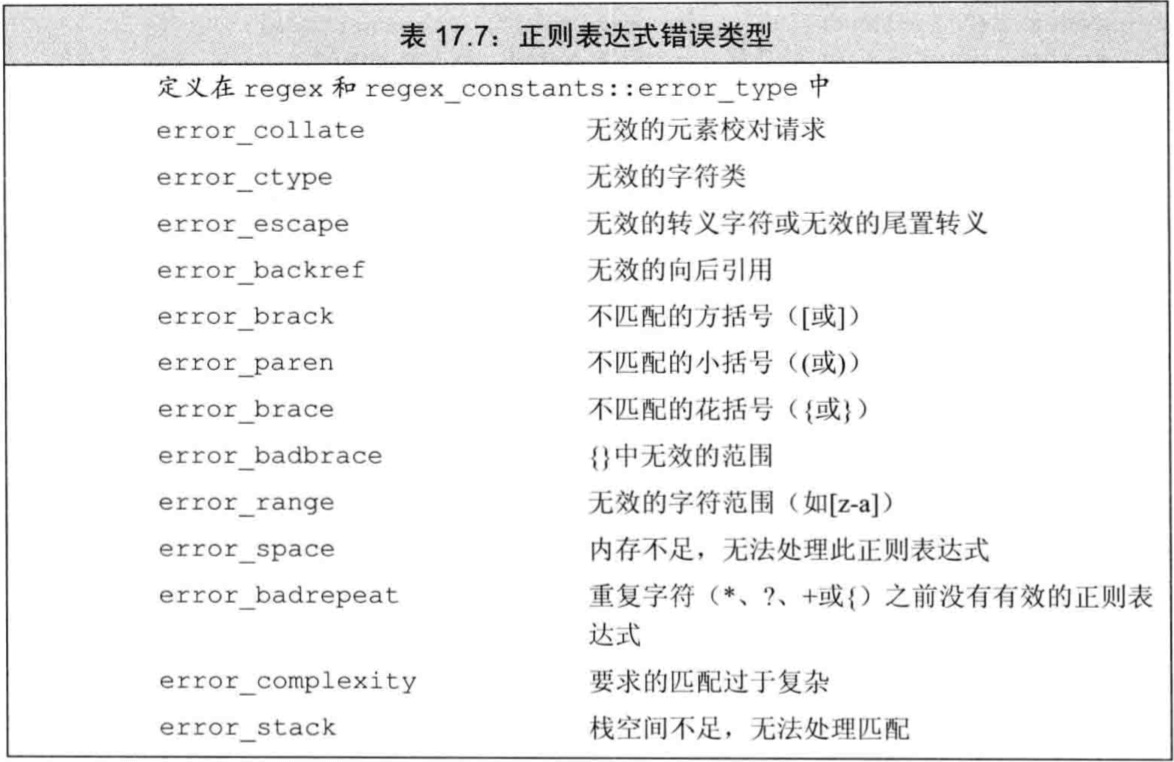 表 17.7：正则表达式错误类型
定义在 regex 和 regex_constants::error_type 中
error_collate 无效的元素校对请求
error_ctype 无效的字符类
error_escape 无效的转义字符或无效的尾置转义
error_backref 无效的向后引用
error_brack 不匹配的方括号（[或]）
error_paren 不匹配的小括号（(或)）
error_brace 不匹配的花括号（{或}）
error_badbrace {}中无效的范围
error_range 无效的字符范围（如[z-a]）
error_space 内存不足，无法处理此正则表达式
error_badrepeat 重复字符（*、?、+或{）之前没有有效的正则表
达式
error_complexity 要求的匹配过于复杂
error_stack 栈空间不足，无法处理匹配